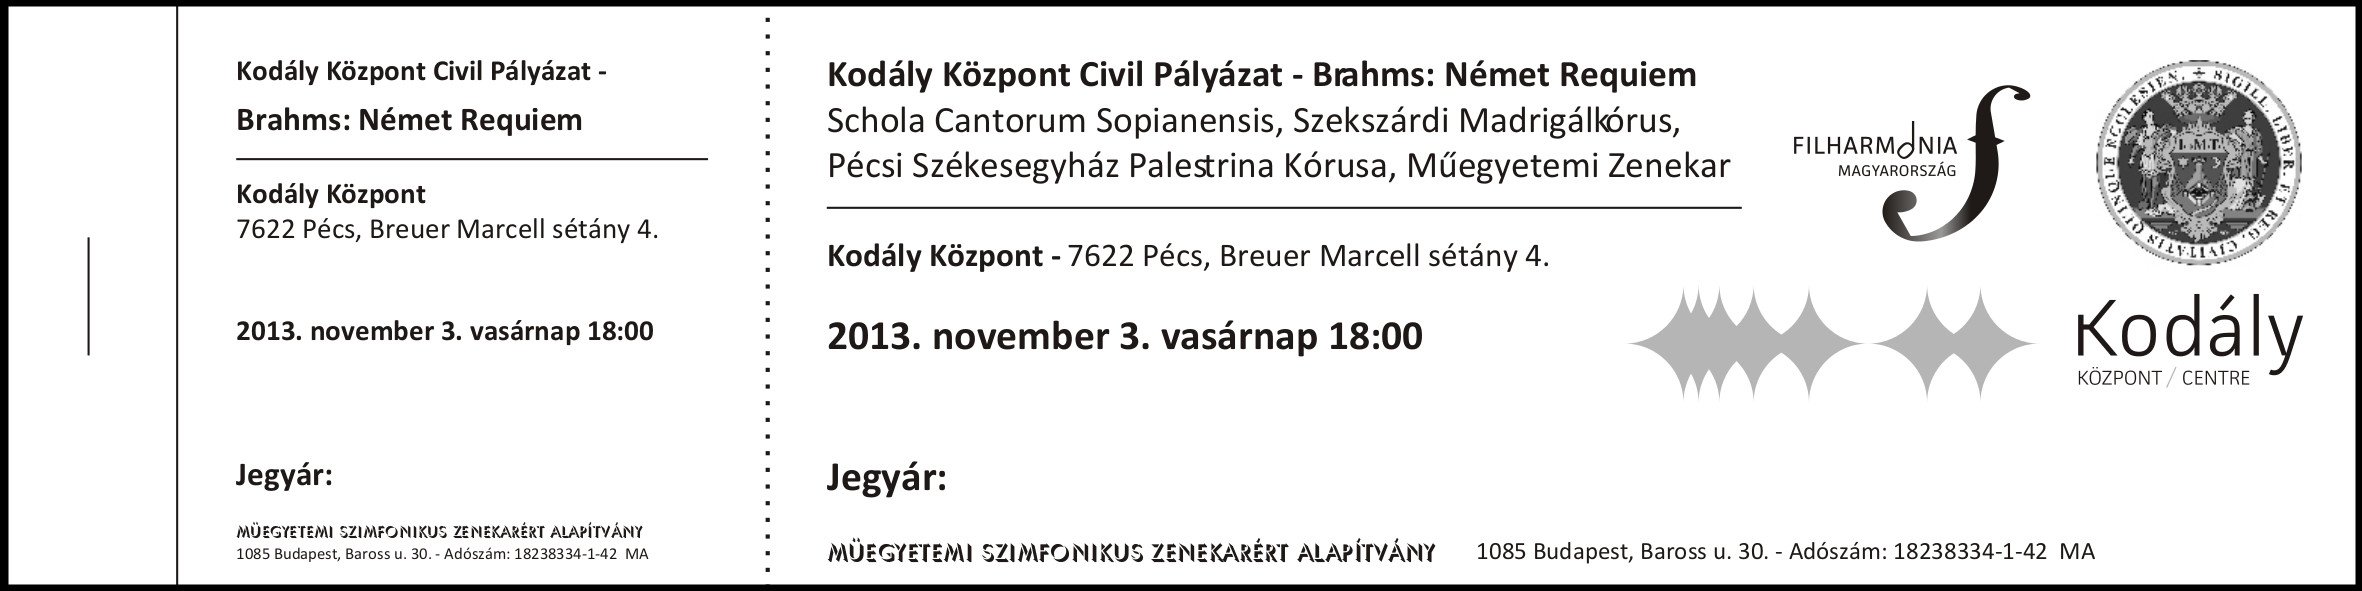 Kodály Központ Civil Pályázat -
Brahms: Német Requiem
Kodály Központ
7622 Pécs, Breuer Marcell sétány 4.
2013. november 3. vasárnap 18:00
Jegyár:
MŰEGYETEMI SZIMFONIKUS ZENEKARÉRT ALAPÍTVÁNY
1085 Budapest, Baross u. 30. - Adószám: 18238334-1-42 MA
Kodály Központ Civil Pályázat - Brahms: Német Requiem
Schola Cantorum Sopianensis, Szekszárdi Madrigálkórus,
Pécsi Székesegyház Palestrina Kórusa, Műegyetemi Zenekar
Kodály Központ - 7622 Pécs, Breuer Marcell sétány 4.
2013. november 3. vasárnap 18:00
Jegyár:
MŰEGYETEMI SZIMFONIKUS ZENEKARÉRT ALAPÍTVÁNY 1085 Budapest, Baross u. 30. - Adószám: 18238334-1-42 MA
FILHARMÓNIA
MAGYARORSZÁG
SIGILL. LIBER. ET REG. CIVITATIS QUINQUE ECCLESIEN.
Kodály
KÖZPONT / CENTRE